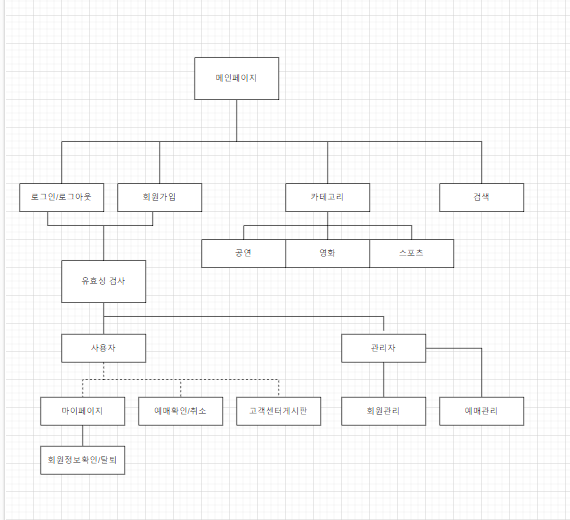 메인페이지
로그인/로그아웃
회원가입
카테고리
검색
공연
영화
스포츠
유효성 검사
사용자
관리자
마이페이지
예매확인/취소
고객센터게시판
회원관리
예매관리
회원정보확인/탈퇴